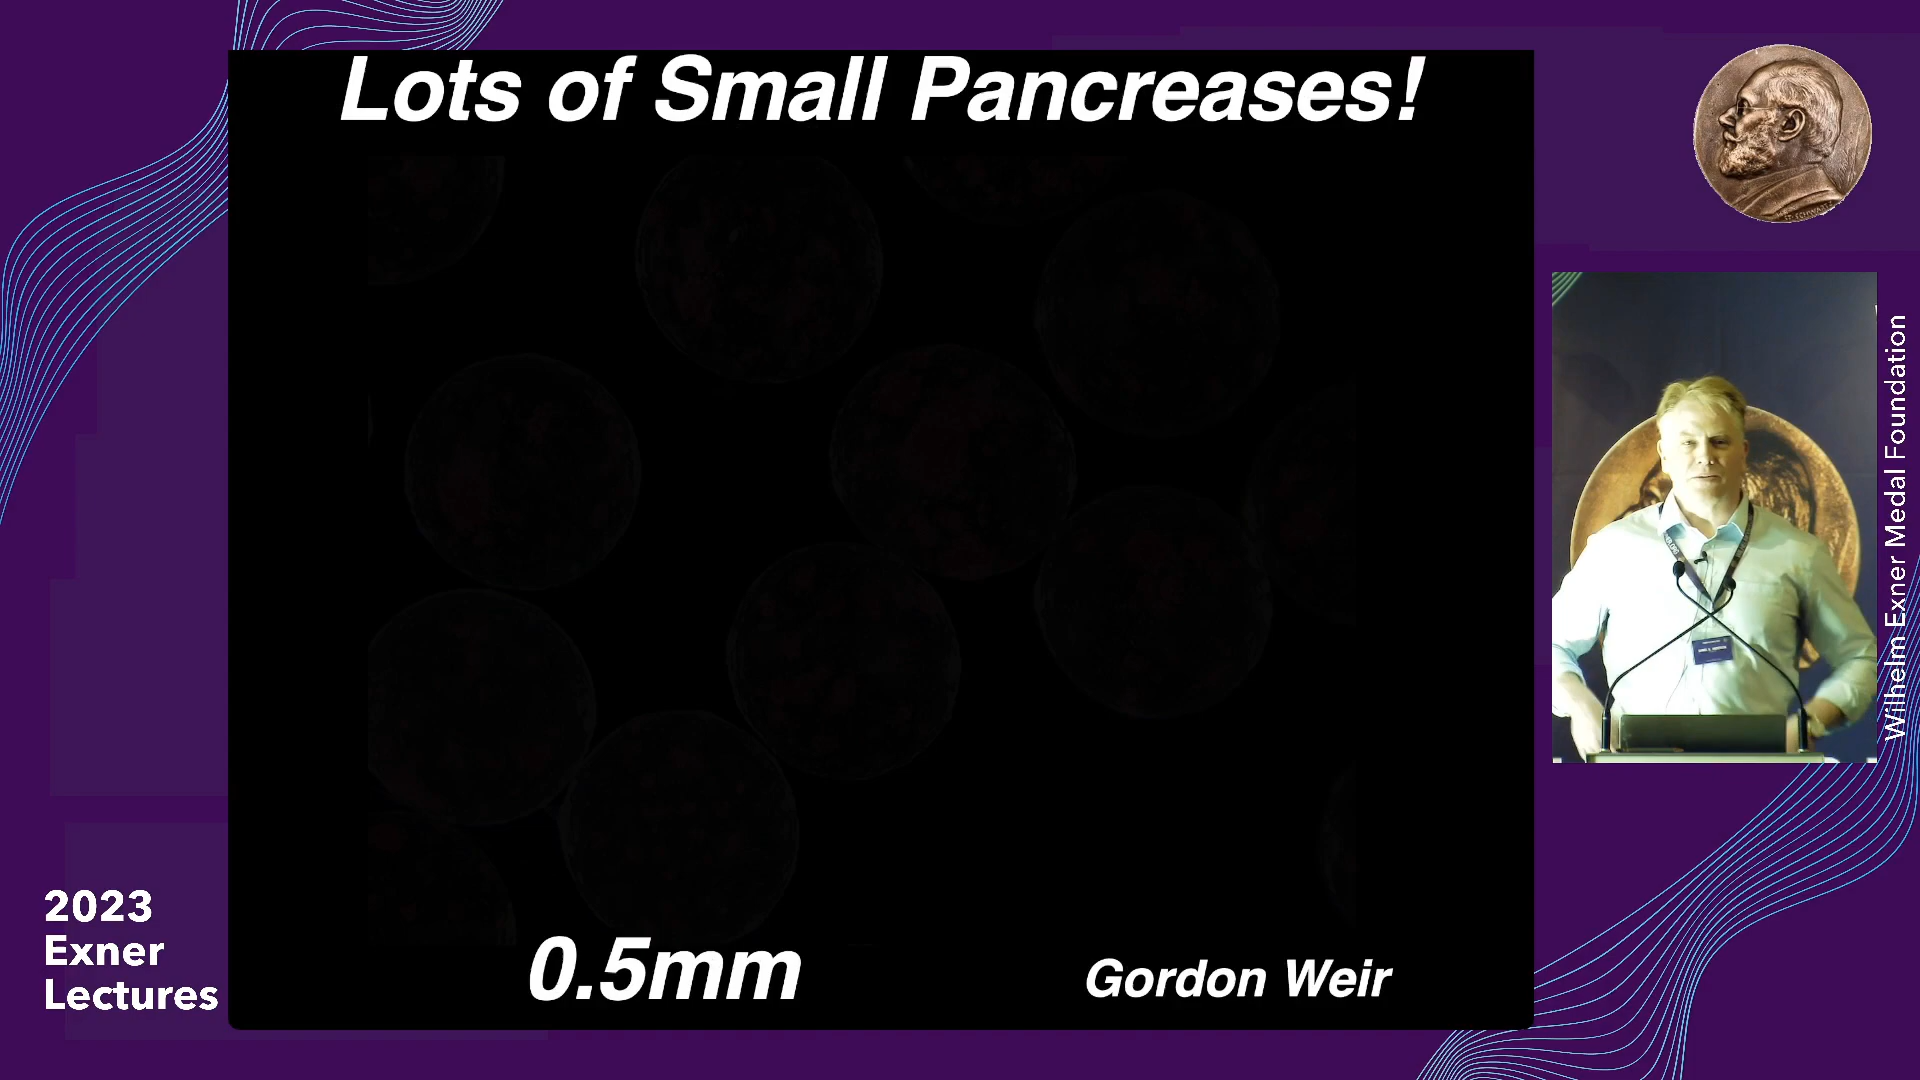 Lots of Small Pancreases!
0.5mm
Gordon Weir
2023
Exner
Lectures
Wilhelm Exner Medal Foundation